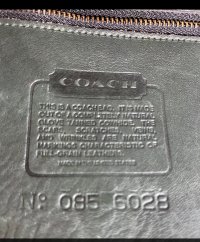 COACH
THIS IS A COACH BAG. IT IS MADE
OUT OF A COMPLETELY NATURAL
GLOVE TANNED COWHIDE. THE
SCARS, SCRATCHES, VEINS
AND WRINKLES ARE NATURAL
MARKINGS CHARACTERISTIC OF
FULL-GRAIN LEATHERS.
MADE IN UNITED STATES
No 085 6028